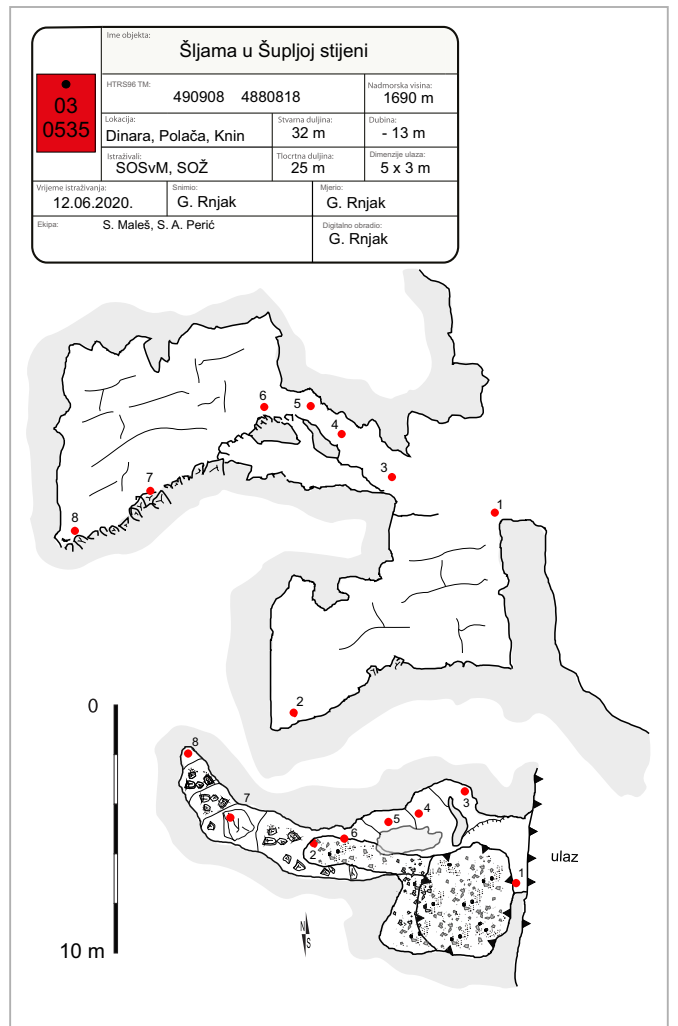 Ime objekta:
Šljama u Šupljoj stijeni
03
0535
HTRS96 TM:
490908 4880818
Nadmorska visina:
1690 m
Lokacija:
Dinara, Polača, Knin
Stvarna duljina:
32 m
Dubina:
- 13 m
Istraživali:
SOSvM, SOŽ
Tlocrtna duljina:
25 m
Dimenzije ulaza:
5 x 3 m
Vrijeme istraživanja:
12.06.2020.
Snimio:
G. Rnjak
Mjerio:
G. Rnjak
Ekipa:
S. Maleš, S. A. Perić
Digitalno obradio:
G. Rnjak
6
5
4
3
7
1
8
2
0
8
7
3
4
5
6
2
1
ulaz
N
S
10 m